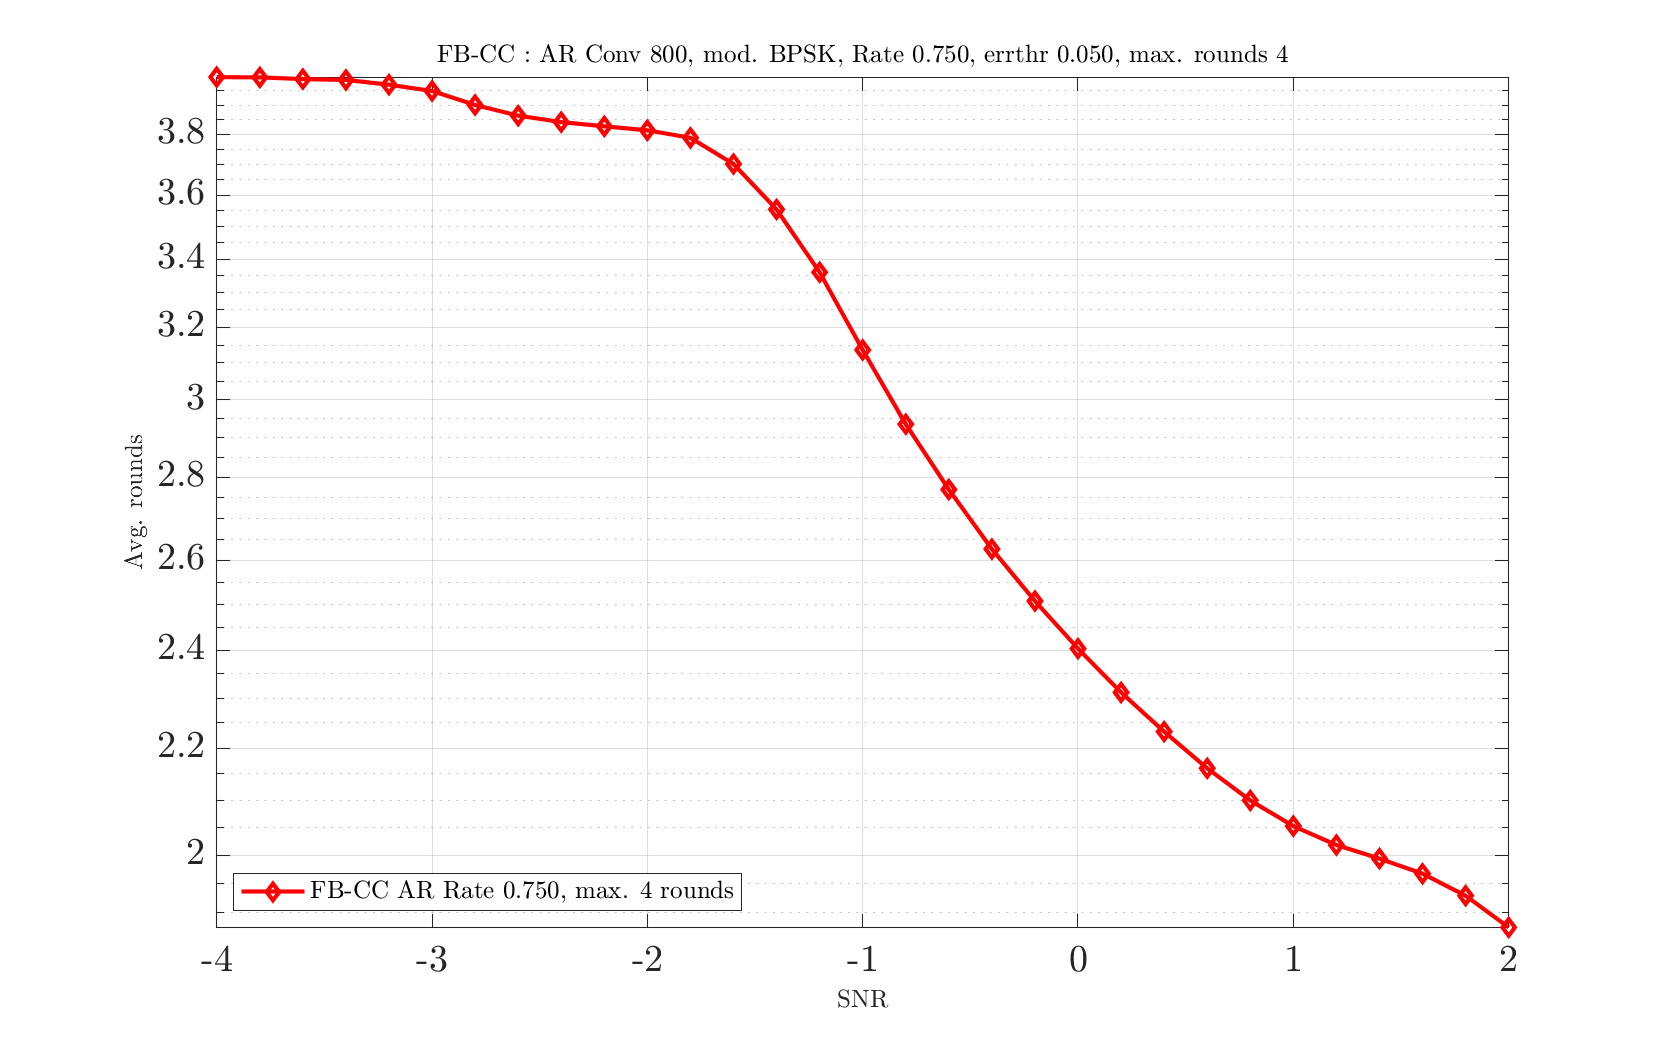 FB-CC : AR Conv 800, mod. BPSK, Rate 0.750, errthr 0.050, max. rounds 4
3.8
3.6
3.4
3.2
3
2.8
2.6
2.4
2.2
2
Avg. rounds
FB-CC AR Rate 0.750, max. 4 rounds
-4 -3 -2 -1 0 1 2
SNR